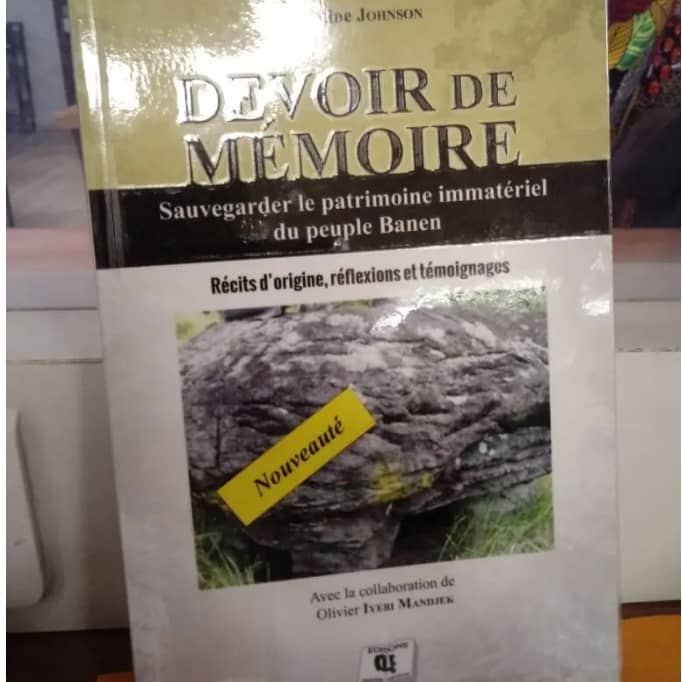 JOHNSON
DEVOIR DE
MÉMOIRE
Sauvegarder le patrimoine immatériel
du peuple Banen
Récits d'origine, réflexions et témoignages
Nouveauté
Avec la collaboration de
Olivier IYEBI MANDJEK